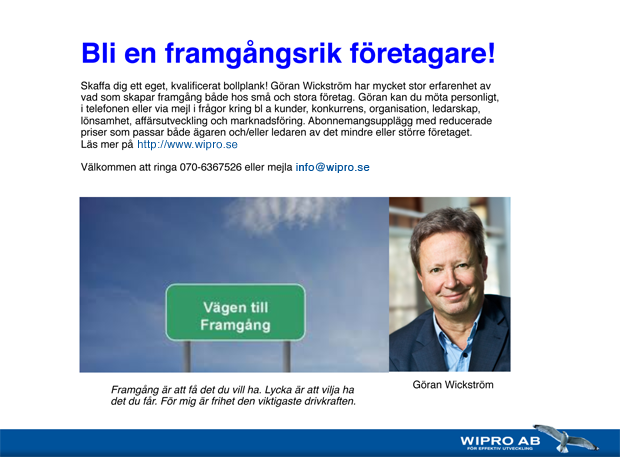 Bli en framgångsrik företagare!
Skaffa dig ett eget, kvalificerat bollplank! Göran Wickström har mycket stor erfarenhet av
vad som skapar framgång både hos små och stora företag. Göran kan du möta personligt,
i telefonen eller via mejl i frågor kring bl a kunder, konkurrens, organisation, ledarskap,
lönsamhet, affärsutveckling och marknadsföring. Abonnemangsupplägg med reducerade
priser som passar både ägaren och/eller ledaren av det mindre eller större företaget.
Läs mer på http://www.wipro.se
Välkommen att ringa 070-6367526 eller mejla info@wipro.se
Vägen till
Framgång
Göran Wickström
Framgång är att få det du vill ha. Lycka är att vilja ha
det du får. För mig är frihet den viktigaste drivkraften.
WIPRO AB
FÖR EFFEKTIV UTVECKLING